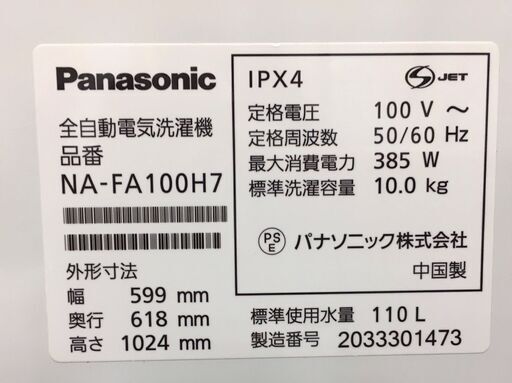 Panasonic
全自動電気洗濯機
品番
NA-FA100H7
外形寸法
幅 599 mm
奥行 618 mm
高さ 1024 mm
IPX4
S JET
定格電圧 100 V ～
定格周波数 50/60 Hz
最大消費電力 385 W
標準洗濯容量 10.0 kg
PS E パナソニック株式会社
中国製
標準使用水量 110 L
製造番号 2033301473